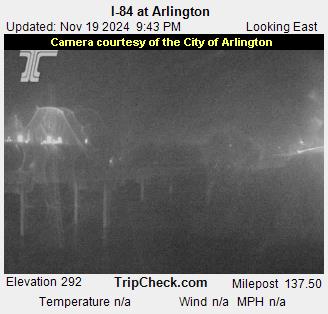 I-84 at Arlington
Updated: Nov 19 2024 9:43 PM Looking East
Camera courtesy of the City of Arlington
Elevation 292 TripCheck.com Milepost 137.50
Temperature n/a Wind n/a MPH n/a